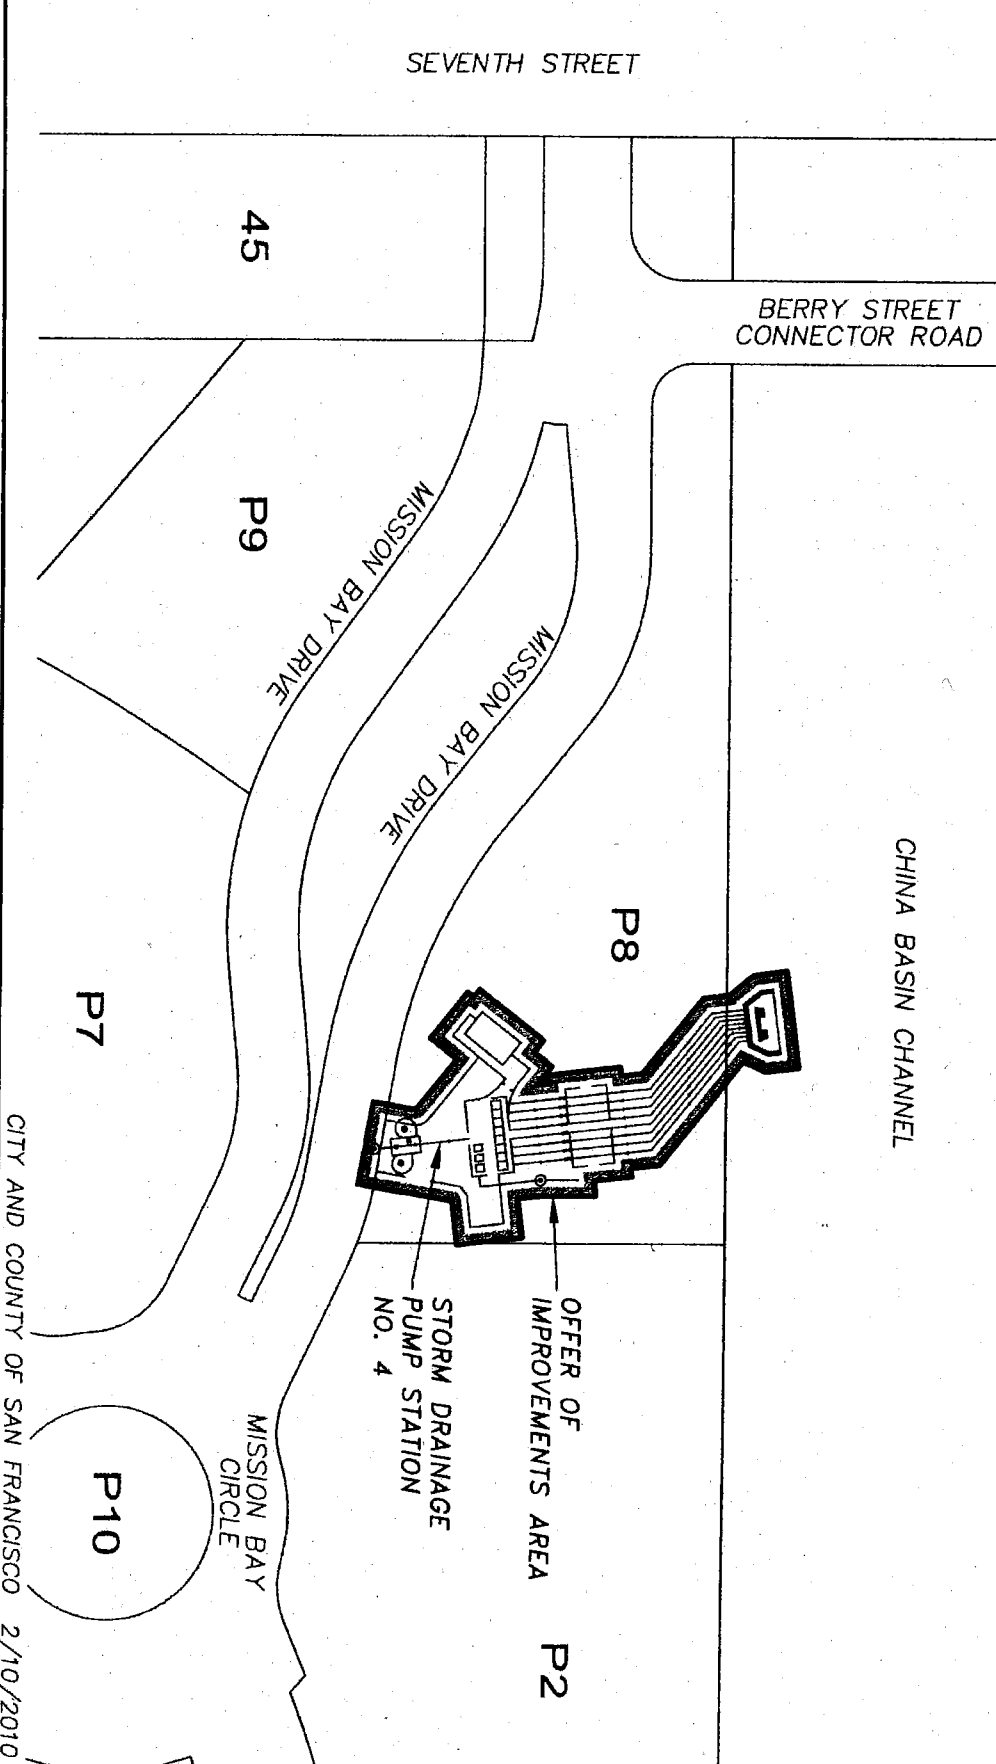 SEVENTH STREET
BERRY STREET
CONNECTOR ROAD
45
P9
MISSION BAY DRIVE
MISSION BAY DRIVE
CHINA BASIN CHANNEL
P8
P7
OFFER OF
IMPROVEMENTS AREA
STORM DRAINAGE
PUMP STATION
NO. 4
MISSION BAY
CIRCLE
P10
P2
CITY AND COUNTY OF SAN FRANCISCO 2/10/2010